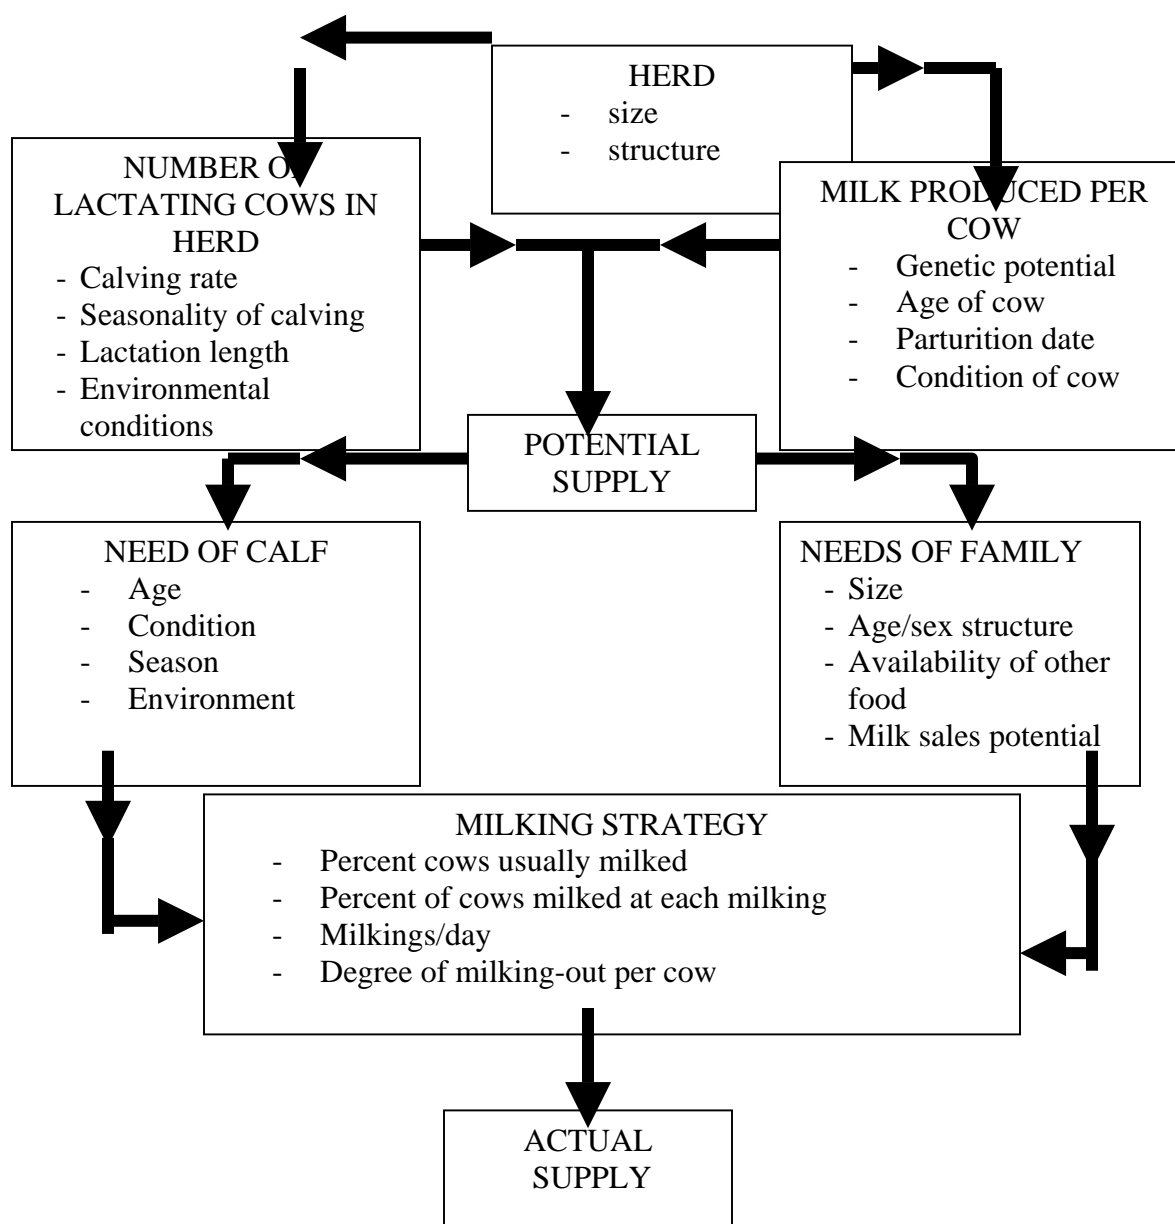 HERD
- size
- structure
NUMBER OF
LACTATING COWS IN
HERD
- Calving rate
- Seasonality of calving
- Lactation length
- Environmental
conditions
MILK PRODUCED PER
COW
- Genetic potential
- Age of cow
- Parturition date
- Condition of cow
POTENTIAL
SUPPLY
NEED OF CALF
- Age
- Condition
- Season
- Environment
NEEDS OF FAMILY
- Size
- Age/sex structure
- Availability of other
food
- Milk sales potential
MILKING STRATEGY
- Percent cows usually milked
- Percent of cows milked at each milking
- Milkings/day
- Degree of milking-out per cow
ACTUAL
SUPPLY